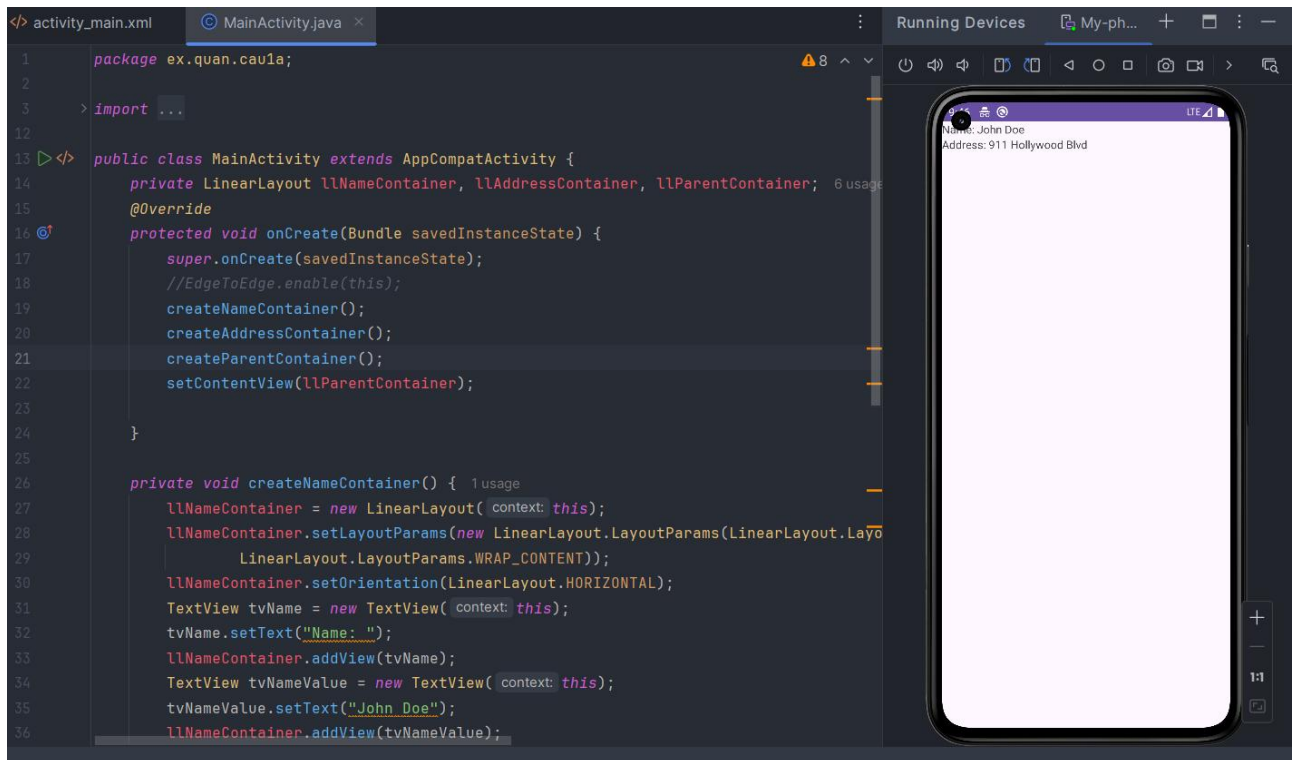 activity_main.xml
MainActivity.java
Running Devices
My-ph...
1 package ex.quan.cau1a;
8
2
3 import ...
12
13 public class MainActivity extends AppCompatActivity {
14 private LinearLayout llNameContainer, llAddressContainer, llParentContainer; 6 usage
15 @Override
16 protected void onCreate(Bundle savedInstanceState) {
17 super.onCreate(savedInstanceState);
18 //EdgeToEdge.enable(this);
19 createNameContainer();
20 createAddressContainer();
21 createParentContainer();
22 setContentView(llParentContainer);
23
24 }
25
26 private void createNameContainer() { 1 usage
27 llNameContainer = new LinearLayout( context: this);
28 llNameContainer.setLayoutParams(new LinearLayout.LayoutParams(LinearLayout.Layo
29 LinearLayout.LayoutParams.WRAP_CONTENT));
30 llNameContainer.setOrientation(LinearLayout.HORIZONTAL);
31 TextView tvName = new TextView( context: this);
32 tvName.setText("Name: ");
33 llNameContainer.addView(tvName);
34 TextView tvNameValue = new TextView( context: this);
35 tvNameValue.setText("John Doe");
36 llNameContainer.addView(tvNameValue);
LTE
Name: John Doe
Address: 911 Hollywood Blvd
1:1